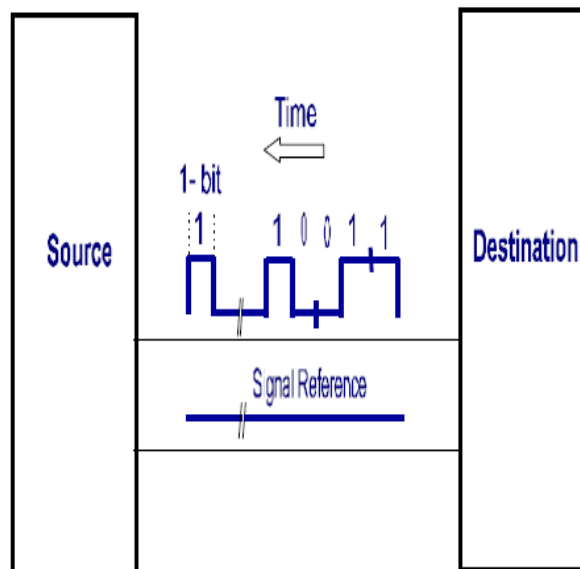 Time
1- bit
1 1 0 0 1 1
Source
Destination
Signal Reference